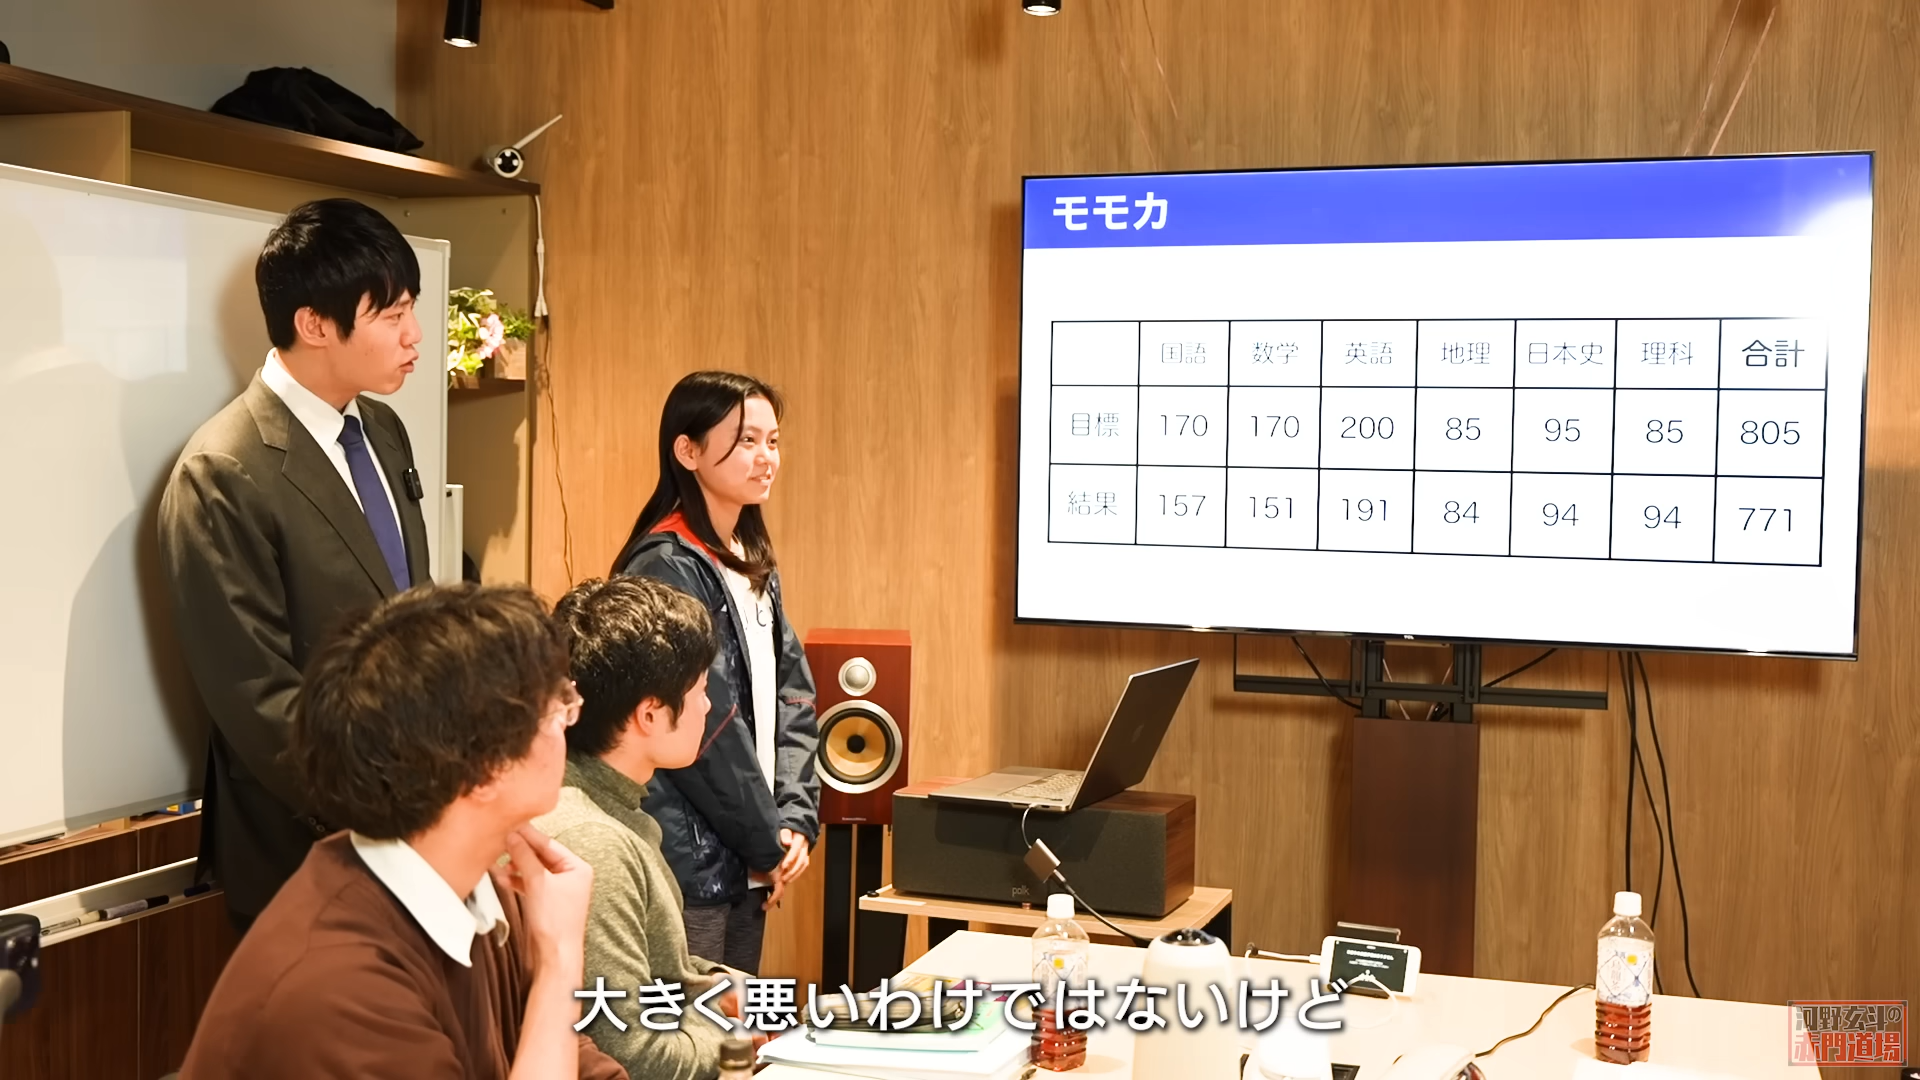 モモカ
国語 数学 英語 地理 日本史 理科 合計
目標 170 170 200 85 95 85 805
結果 157 151 191 84 94 94 771
polk
大きく悪いわけではないけど
河野玄斗の
赤門道場